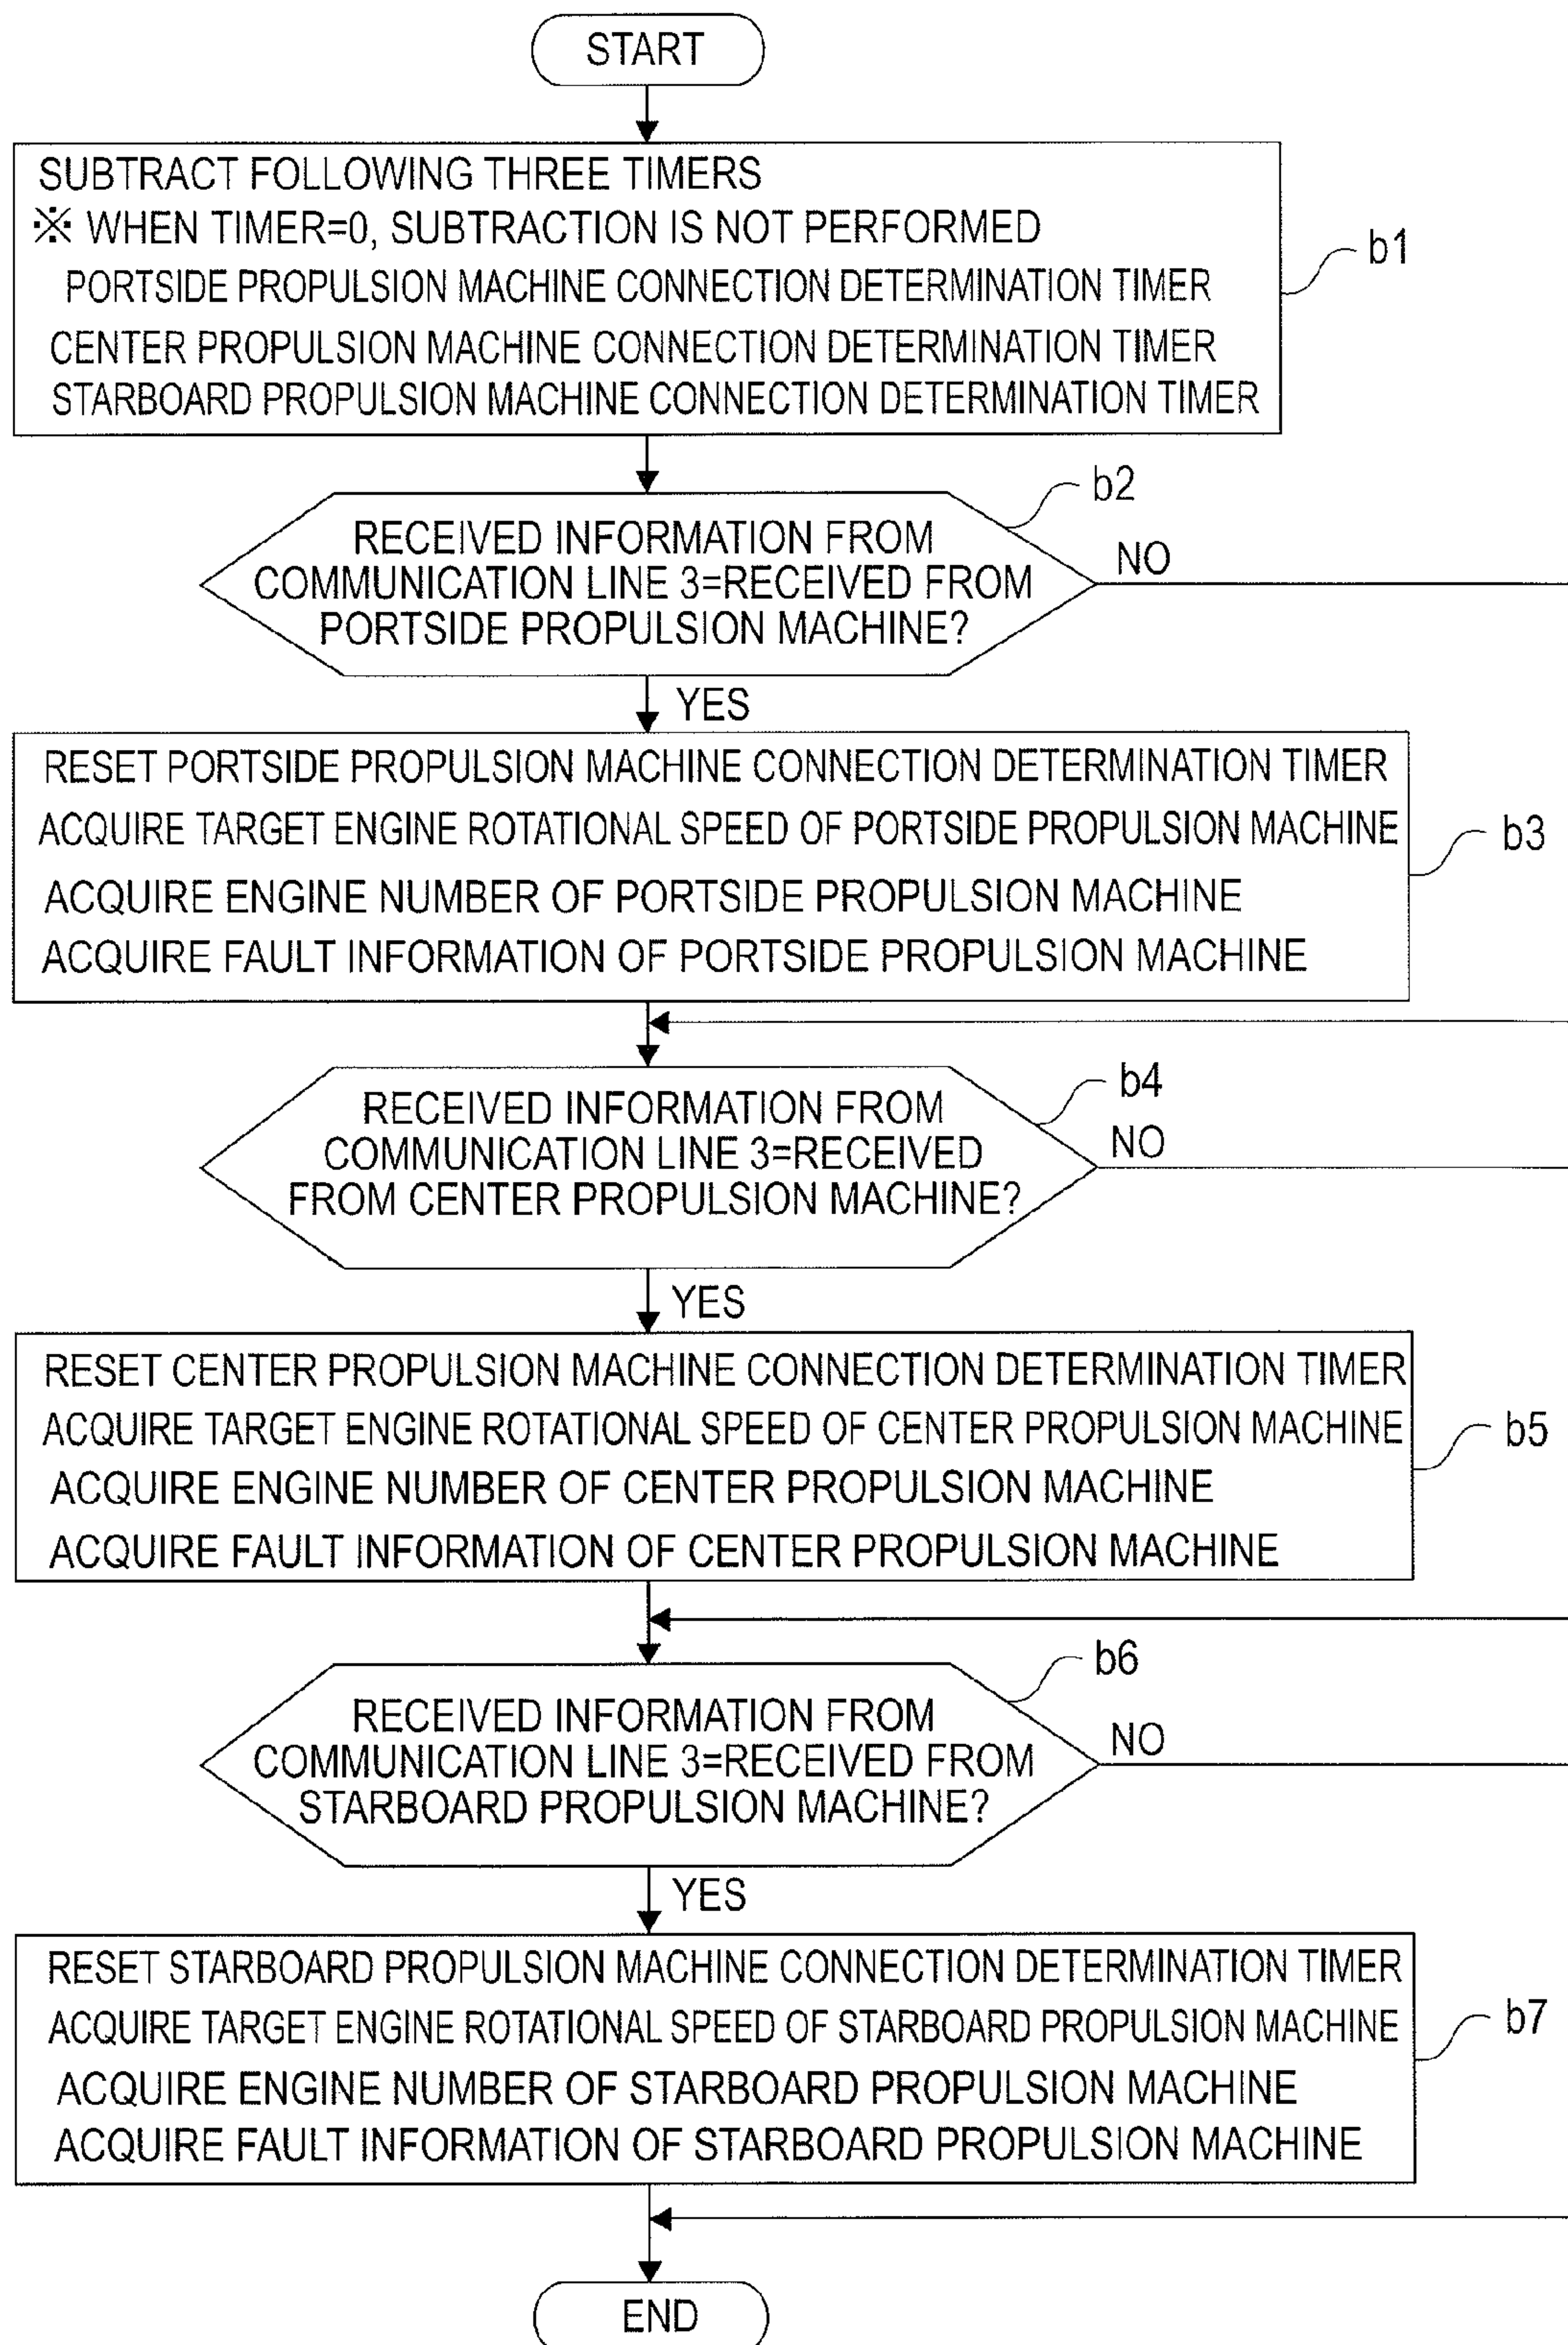 START
SUBTRACT FOLLOWING THREE TIMERS
※ WHEN TIMER=0, SUBTRACTION IS NOT PERFORMED
PORTSIDE PROPULSION MACHINE CONNECTION DETERMINATION TIMER
CENTER PROPULSION MACHINE CONNECTION DETERMINATION TIMER
STARBOARD PROPULSION MACHINE CONNECTION DETERMINATION TIMER
b1
b2
RECEIVED INFORMATION FROM
COMMUNICATION LINE 3=RECEIVED FROM
PORTSIDE PROPULSION MACHINE?
NO
YES
RESET PORTSIDE PROPULSION MACHINE CONNECTION DETERMINATION TIMER
ACQUIRE TARGET ENGINE ROTATIONAL SPEED OF PORTSIDE PROPULSION MACHINE
ACQUIRE ENGINE NUMBER OF PORTSIDE PROPULSION MACHINE
ACQUIRE FAULT INFORMATION OF PORTSIDE PROPULSION MACHINE
b3
b4
RECEIVED INFORMATION FROM
COMMUNICATION LINE 3=RECEIVED
FROM CENTER PROPULSION MACHINE?
NO
YES
RESET CENTER PROPULSION MACHINE CONNECTION DETERMINATION TIMER
ACQUIRE TARGET ENGINE ROTATIONAL SPEED OF CENTER PROPULSION MACHINE
ACQUIRE ENGINE NUMBER OF CENTER PROPULSION MACHINE
ACQUIRE FAULT INFORMATION OF CENTER PROPULSION MACHINE
b5
b6
RECEIVED INFORMATION FROM
COMMUNICATION LINE 3=RECEIVED FROM
STARBOARD PROPULSION MACHINE?
NO
YES
RESET STARBOARD PROPULSION MACHINE CONNECTION DETERMINATION TIMER
ACQUIRE TARGET ENGINE ROTATIONAL SPEED OF STARBOARD PROPULSION MACHINE
ACQUIRE ENGINE NUMBER OF STARBOARD PROPULSION MACHINE
ACQUIRE FAULT INFORMATION OF STARBOARD PROPULSION MACHINE
b7
END